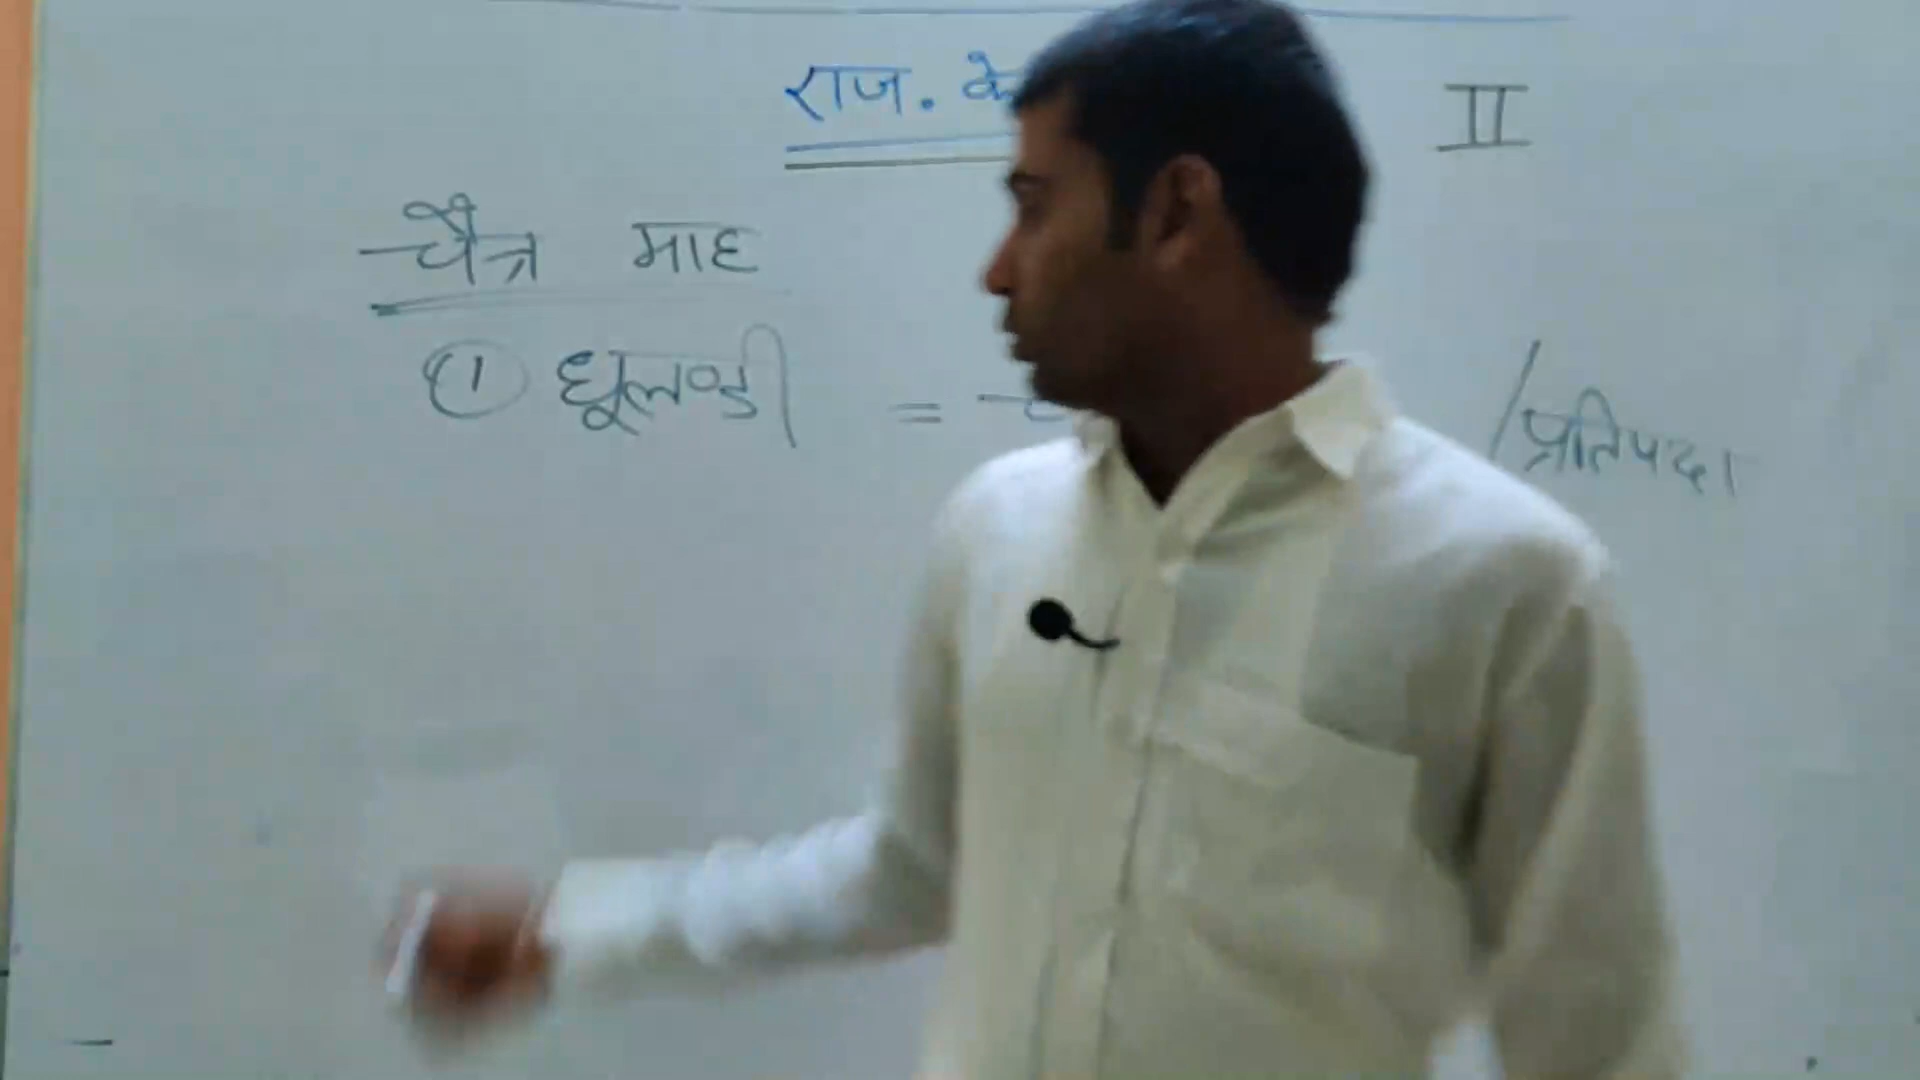 राज. के II
चैत्र माह
① धूलण्डी = / प्रतिपदा